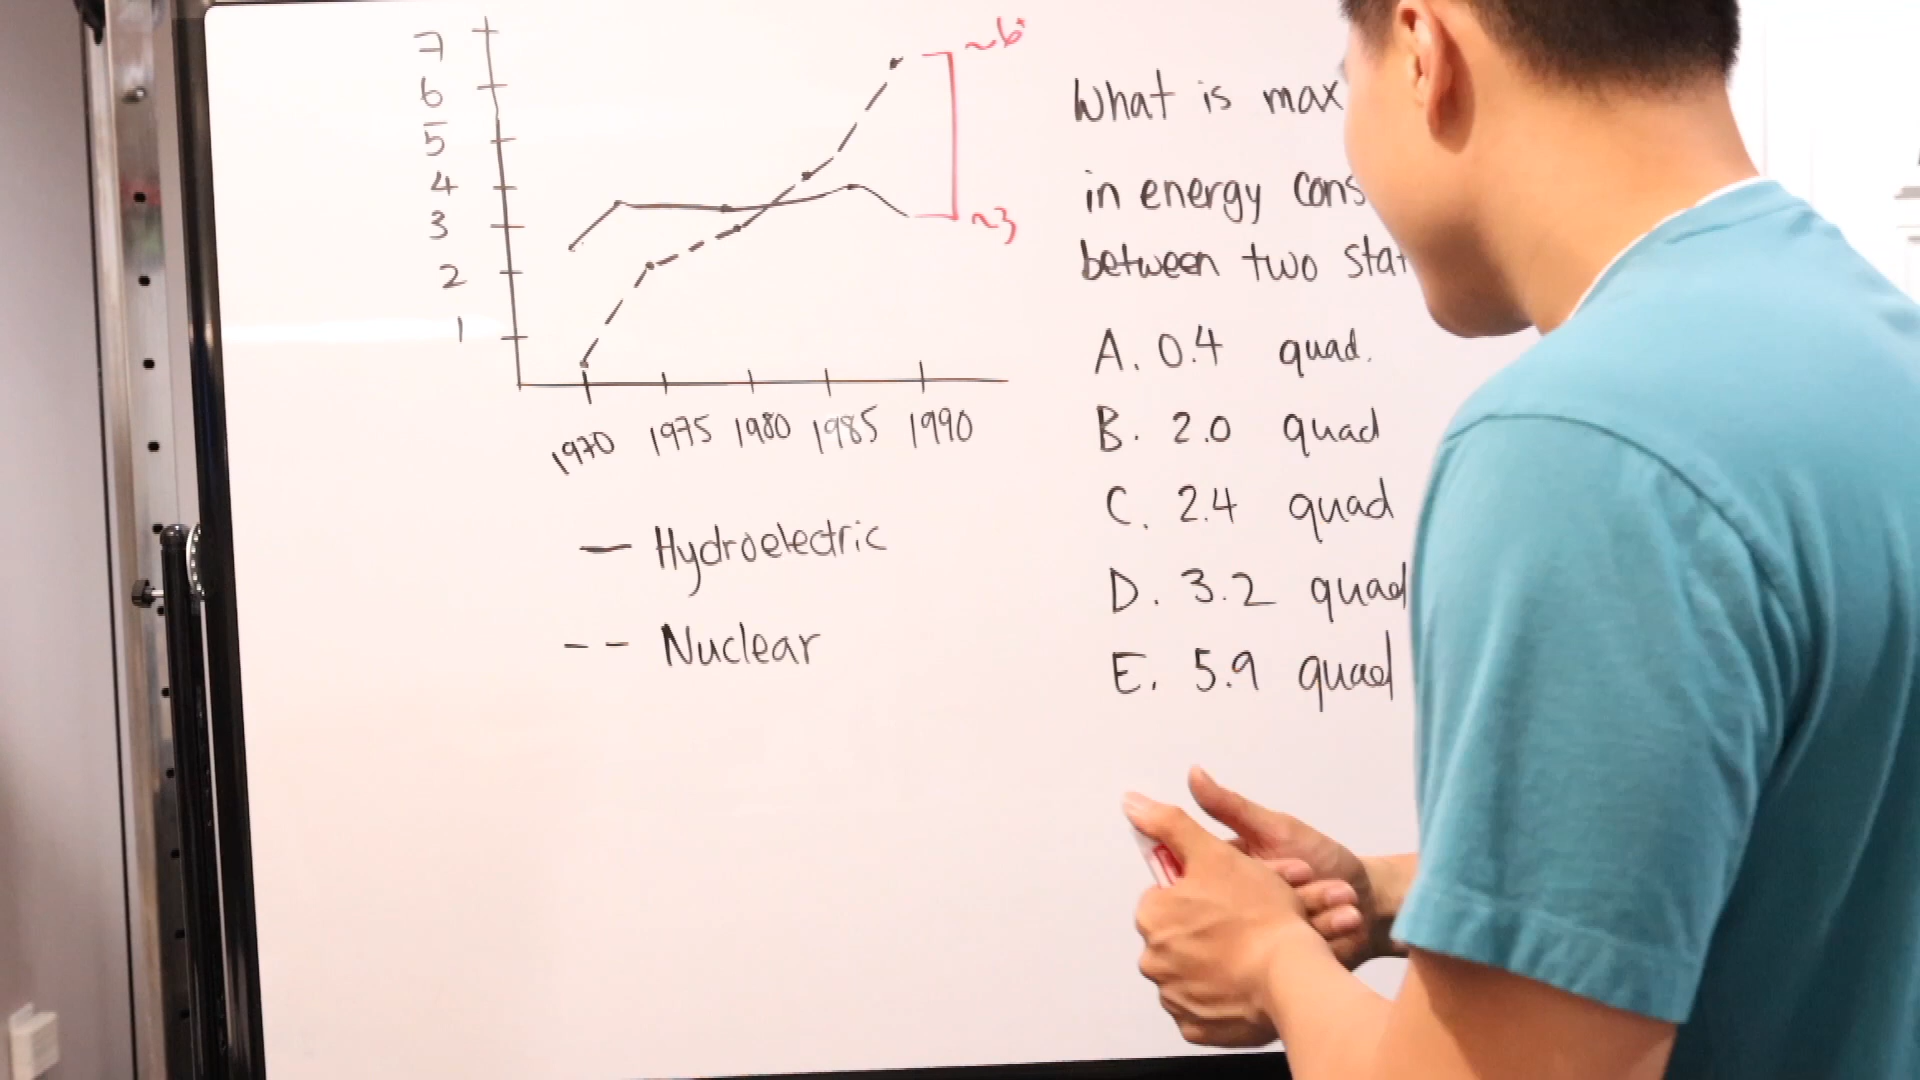 7
6
5
4
3
2
1
1970 1975 1980 1985 1990
Hydroelectric
Nuclear
~6
~3
What is max
in energy
between two
A. 0.4 quad.
B. 2.0 quad
C. 2.4 quad
D. 3.2 quad
E. 5.9 quad